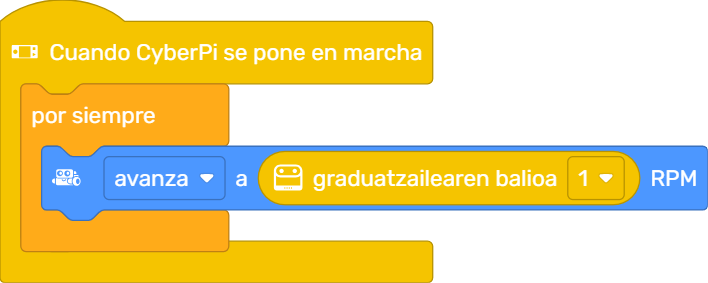 Cuando CyberPi se pone en marcha
por siempre
avanza a graduatzailearen balioa 1 RPM